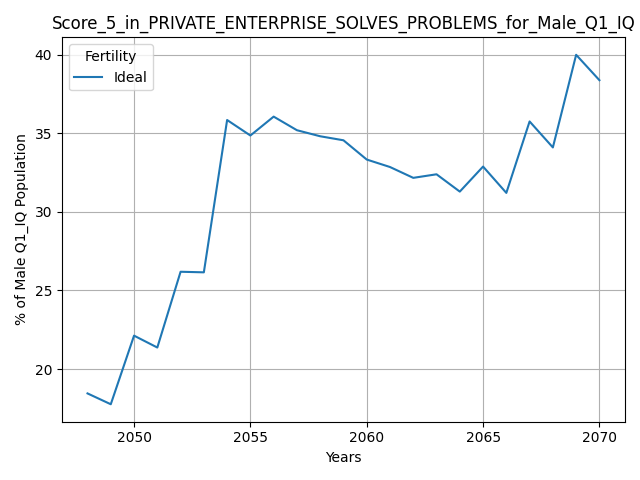 Score_5_in_PRIVATE_ENTERPRISE_SOLVES_PROBLEMS_for_Male_Q1_IQ
Fertility
Ideal
% of Male Q1_IQ Population
40
35
30
25
20
2050 2055 2060 2065 2070
Years